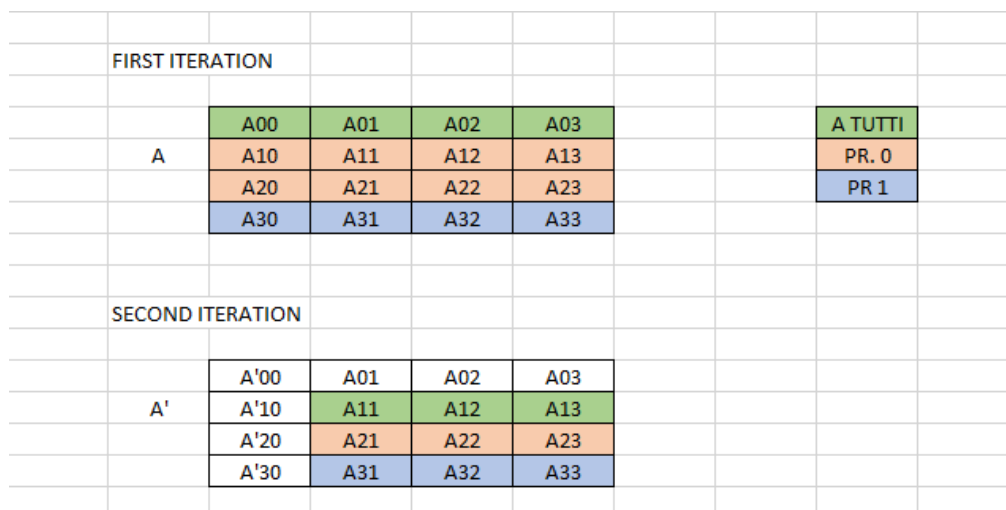 FIRST ITERATION
A00 A01 A02 A03 A TUTTI
A A10 A11 A12 A13 PR. 0
A20 A21 A22 A23 PR 1
A30 A31 A32 A33
SECOND ITERATION
A'00 A01 A02 A03
A' A'10 A11 A12 A13
A'20 A21 A22 A23
A'30 A31 A32 A33